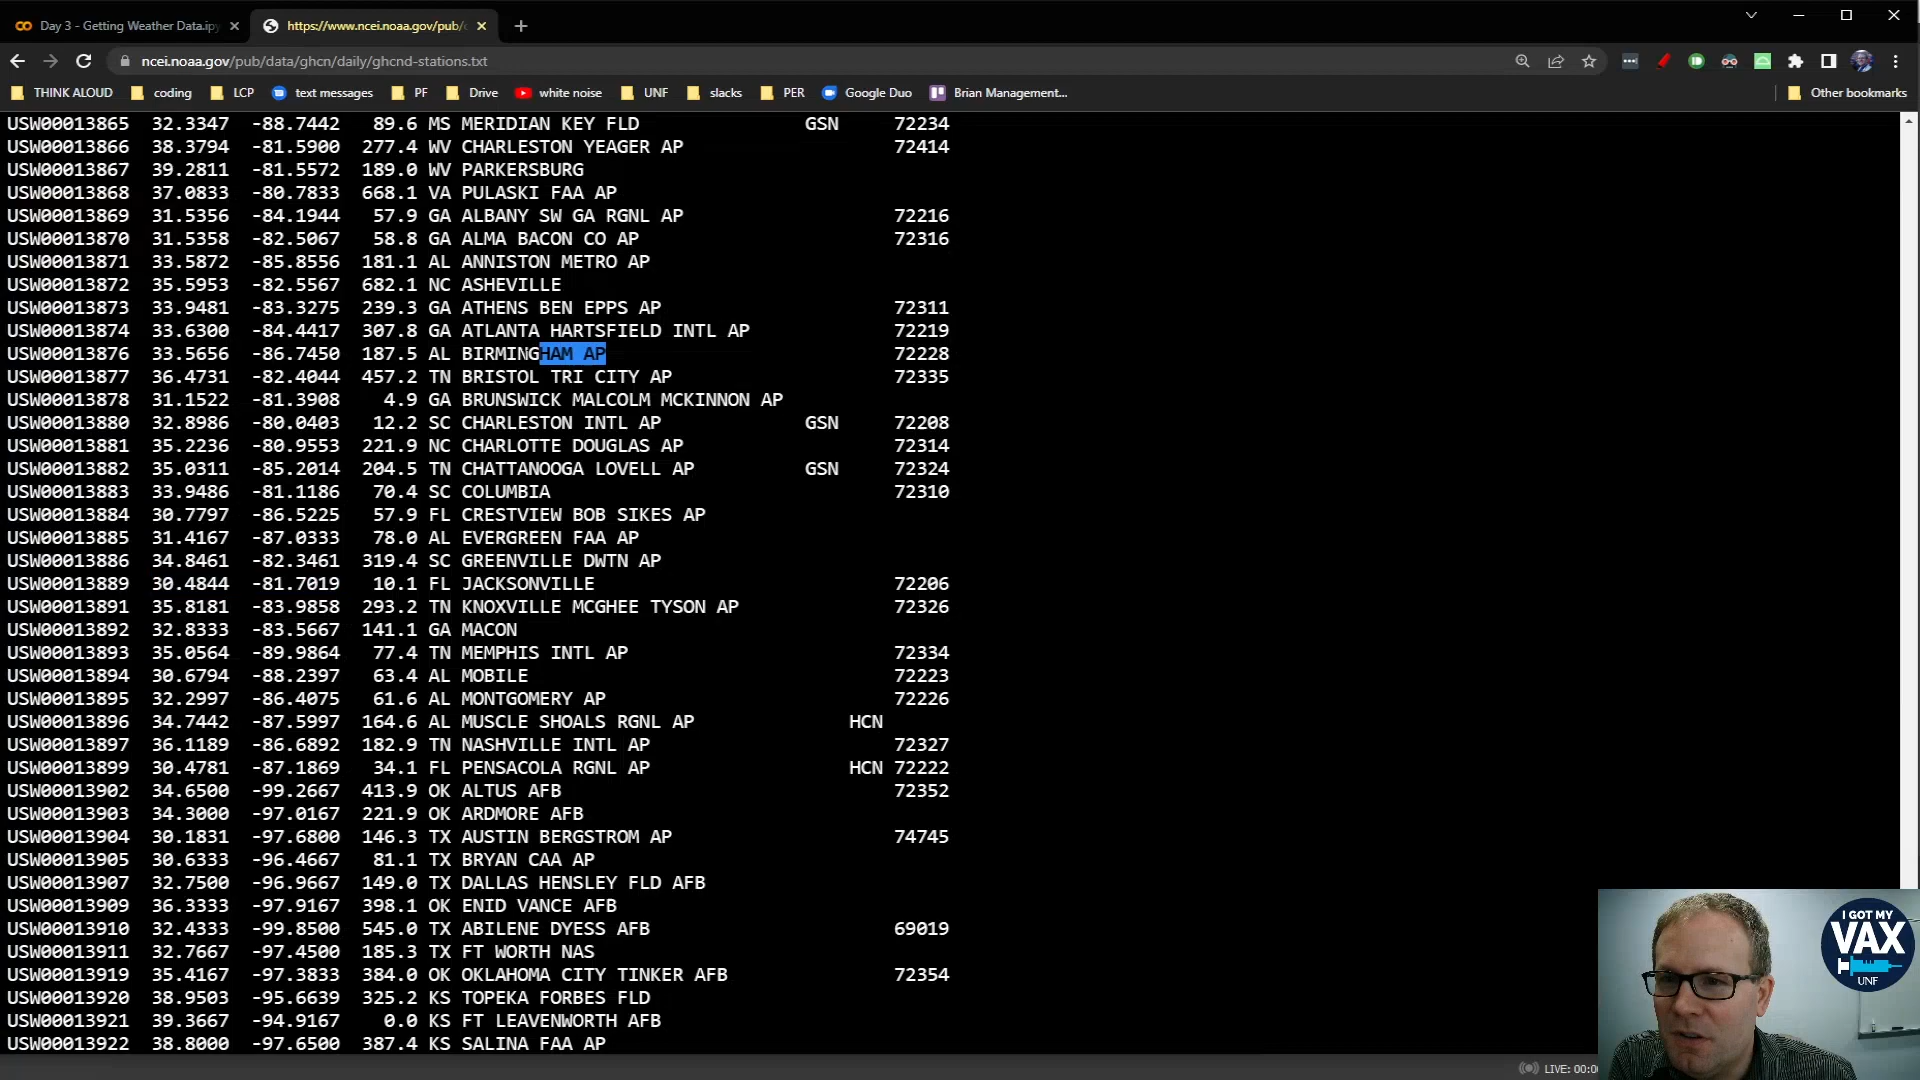 Day 3 - Getting Weather Data.ipy
https://www.ncei.noaa.gov/pub/
ncei.noaa.gov/pub/data/ghcn/daily/ghcnd-stations.txt
THINK ALOUD coding LCP text messages PF Drive white noise UNF slacks PER Google Duo Brian Management... Other bookmarks
USW00013865 32.3347 -88.7442 89.6 MS MERIDIAN KEY FLD GSN 72234
USW00013866 38.3794 -81.5900 277.4 WV CHARLESTON YEAGER AP 72414
USW00013867 39.2811 -81.5572 189.0 WV PARKERSBURG
USW00013868 37.0833 -80.7833 668.1 VA PULASKI FAA AP
USW00013869 31.5356 -84.1944 57.9 GA ALBANY SW GA RGNL AP 72216
USW00013870 31.5358 -82.5067 58.8 GA ALMA BACON CO AP 72316
USW00013871 33.5872 -85.8556 181.1 AL ANNISTON METRO AP
USW00013872 35.5953 -82.5567 682.1 NC ASHEVILLE
USW00013873 33.9481 -83.3275 239.3 GA ATHENS BEN EPPS AP 72311
USW00013874 33.6300 -84.4417 307.8 GA ATLANTA HARTSFIELD INTL AP 72219
USW00013876 33.5656 -86.7450 187.5 AL BIRMINGHAM AP 72228
USW00013877 36.4731 -82.4044 457.2 TN BRISTOL TRI CITY AP 72335
USW00013878 31.1522 -81.3908 4.9 GA BRUNSWICK MALCOLM MCKINNON AP
USW00013880 32.8986 -80.0403 12.2 SC CHARLESTON INTL AP GSN 72208
USW00013881 35.2236 -80.9553 221.9 NC CHARLOTTE DOUGLAS AP 72314
USW00013882 35.0311 -85.2014 204.5 TN CHATTANOOGA LOVELL AP GSN 72324
USW00013883 33.9486 -81.1186 70.4 SC COLUMBIA 72310
USW00013884 30.7797 -86.5225 57.9 FL CRESTVIEW BOB SIKES AP
USW00013885 31.4167 -87.0333 78.0 AL EVERGREEN FAA AP
USW00013886 34.8461 -82.3461 319.4 SC GREENVILLE DWTN AP
USW00013889 30.4844 -81.7019 10.1 FL JACKSONVILLE 72206
USW00013891 35.8181 -83.9858 293.2 TN KNOXVILLE MCGHEE TYSON AP 72326
USW00013892 32.8333 -83.5667 141.1 GA MACON
USW00013893 35.0564 -89.9864 77.4 TN MEMPHIS INTL AP 72334
USW00013894 30.6794 -88.2397 63.4 AL MOBILE 72223
USW00013895 32.2997 -86.4075 61.6 AL MONTGOMERY AP 72226
USW00013896 34.7442 -87.5997 164.6 AL MUSCLE SHOALS RGNL AP HCN
USW00013897 36.1189 -86.6892 182.9 TN NASHVILLE INTL AP 72327
USW00013899 30.4781 -87.1869 34.1 FL PENSACOLA RGNL AP HCN 72222
USW00013902 34.6500 -99.2667 413.9 OK ALTUS AFB 72352
USW00013903 34.3000 -97.0167 221.9 OK ARDMORE AFB
USW00013904 30.1831 -97.6800 146.3 TX AUSTIN BERGSTROM AP 74745
USW00013905 30.6333 -96.4667 81.1 TX BRYAN CAA AP
USW00013907 32.7500 -96.9667 149.0 TX DALLAS HENSLEY FLD AFB
USW00013909 36.3333 -97.9167 398.1 OK ENID VANCE AFB
USW00013910 32.4333 -99.8500 545.0 TX ABILENE DYESS AFB 69019
USW00013911 32.7667 -97.4500 185.3 TX FT WORTH NAS
USW00013919 35.4167 -97.3833 384.0 OK OKLAHOMA CITY TINKER AFB 72354
USW00013920 38.9503 -95.6639 325.2 KS TOPEKA FORBES FLD
USW00013921 39.3667 -94.9167 0.0 KS FT LEAVENWORTH AFB
USW00013922 38.8000 -97.6500 387.4 KS SALINA FAA AP
I GOT MY
VAX
UNF
LIVE: 00:0